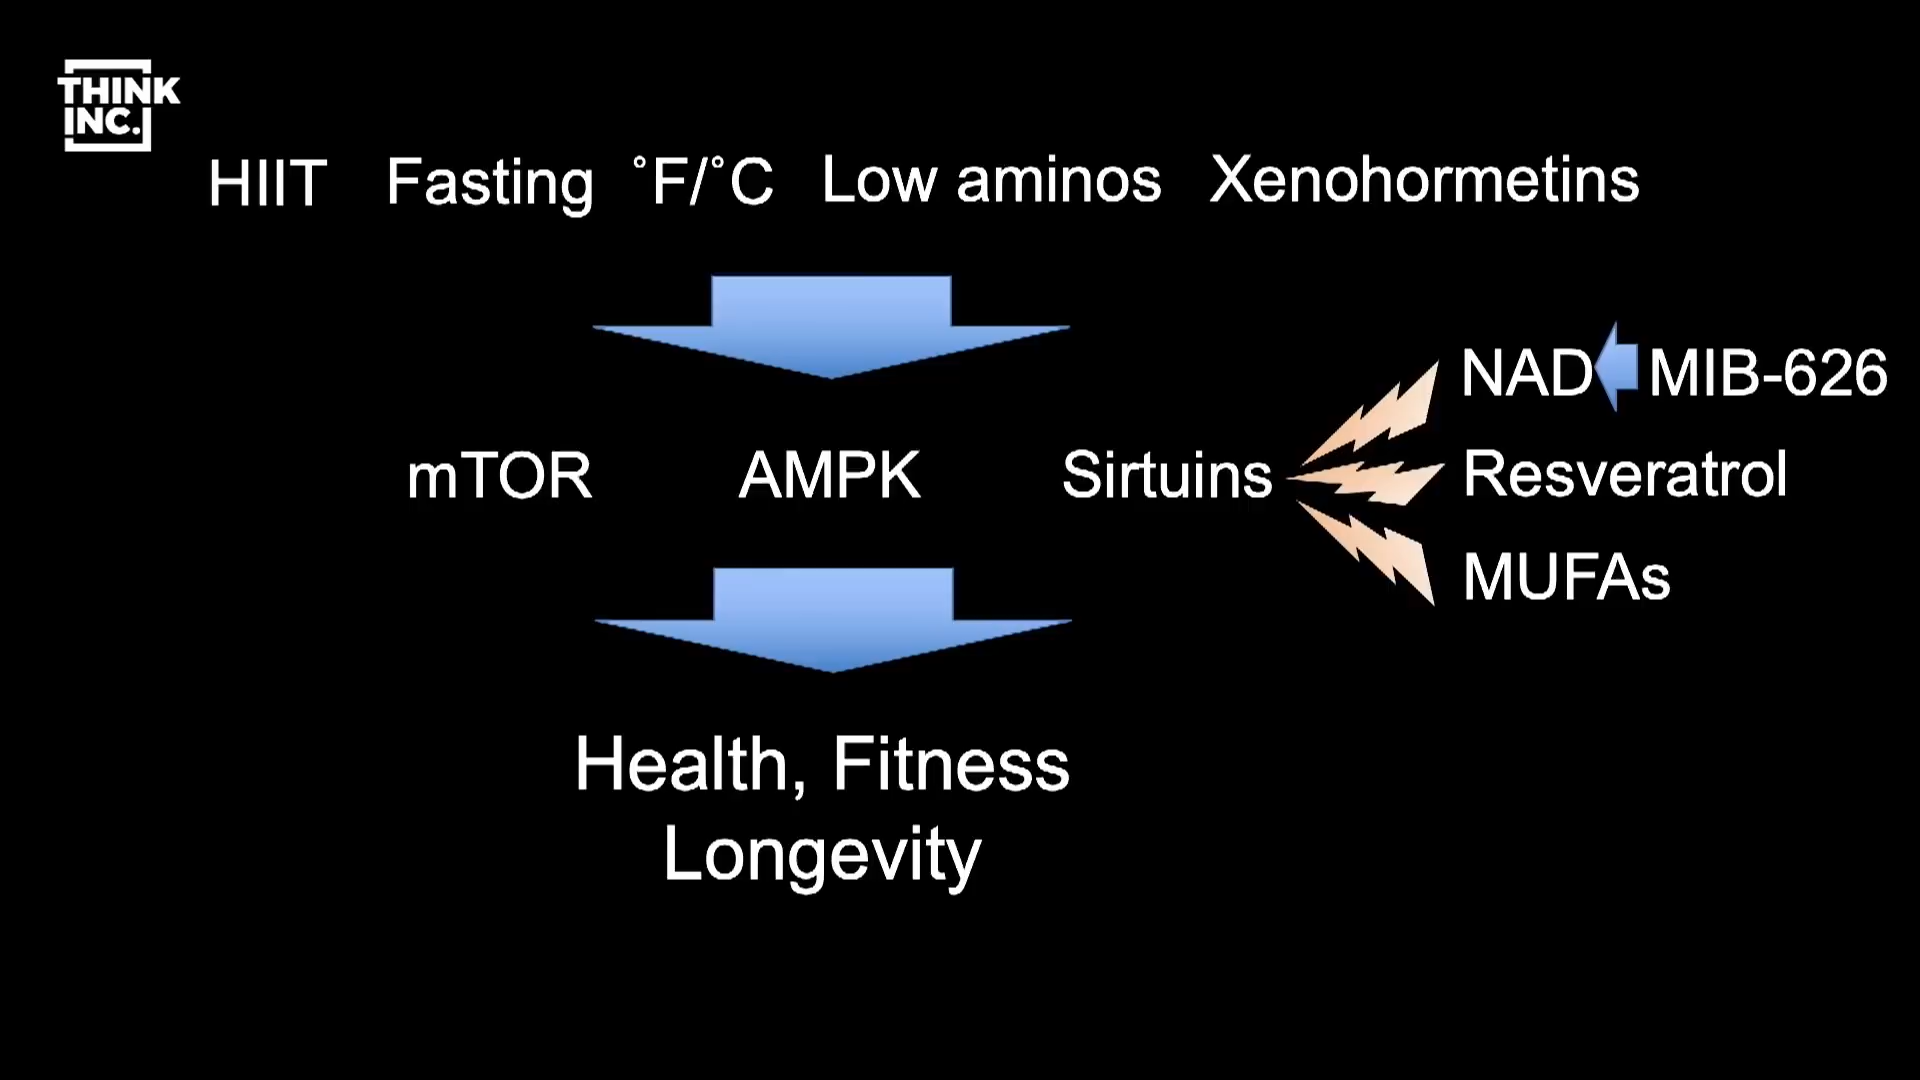 THINK
INC.
HIIT Fasting °F/°C Low aminos Xenohormetins
NAD MIB-626
mTOR AMPK Sirtuins Resveratrol
MUFAs
Health, Fitness
Longevity